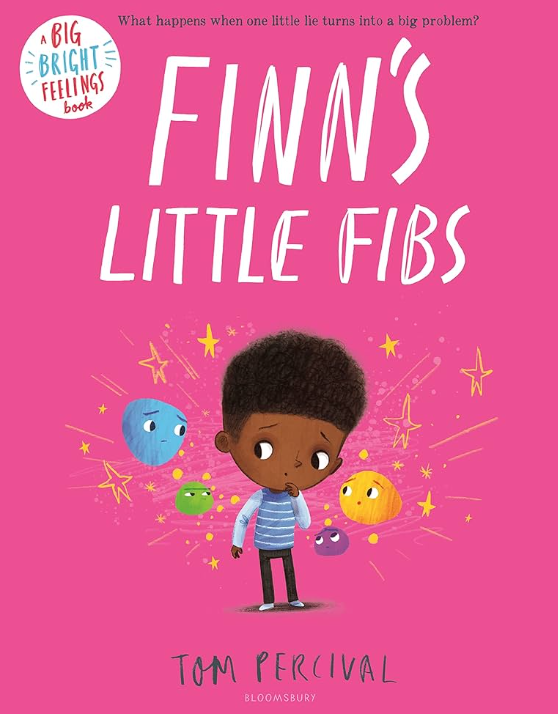 What happens when one little lie turns into a big problem?
A BIG
BRIGHT
FEELINGS
book
FINN'S
LITTLE FIBS
TOM PERCIVAL
BLOOMSBURY